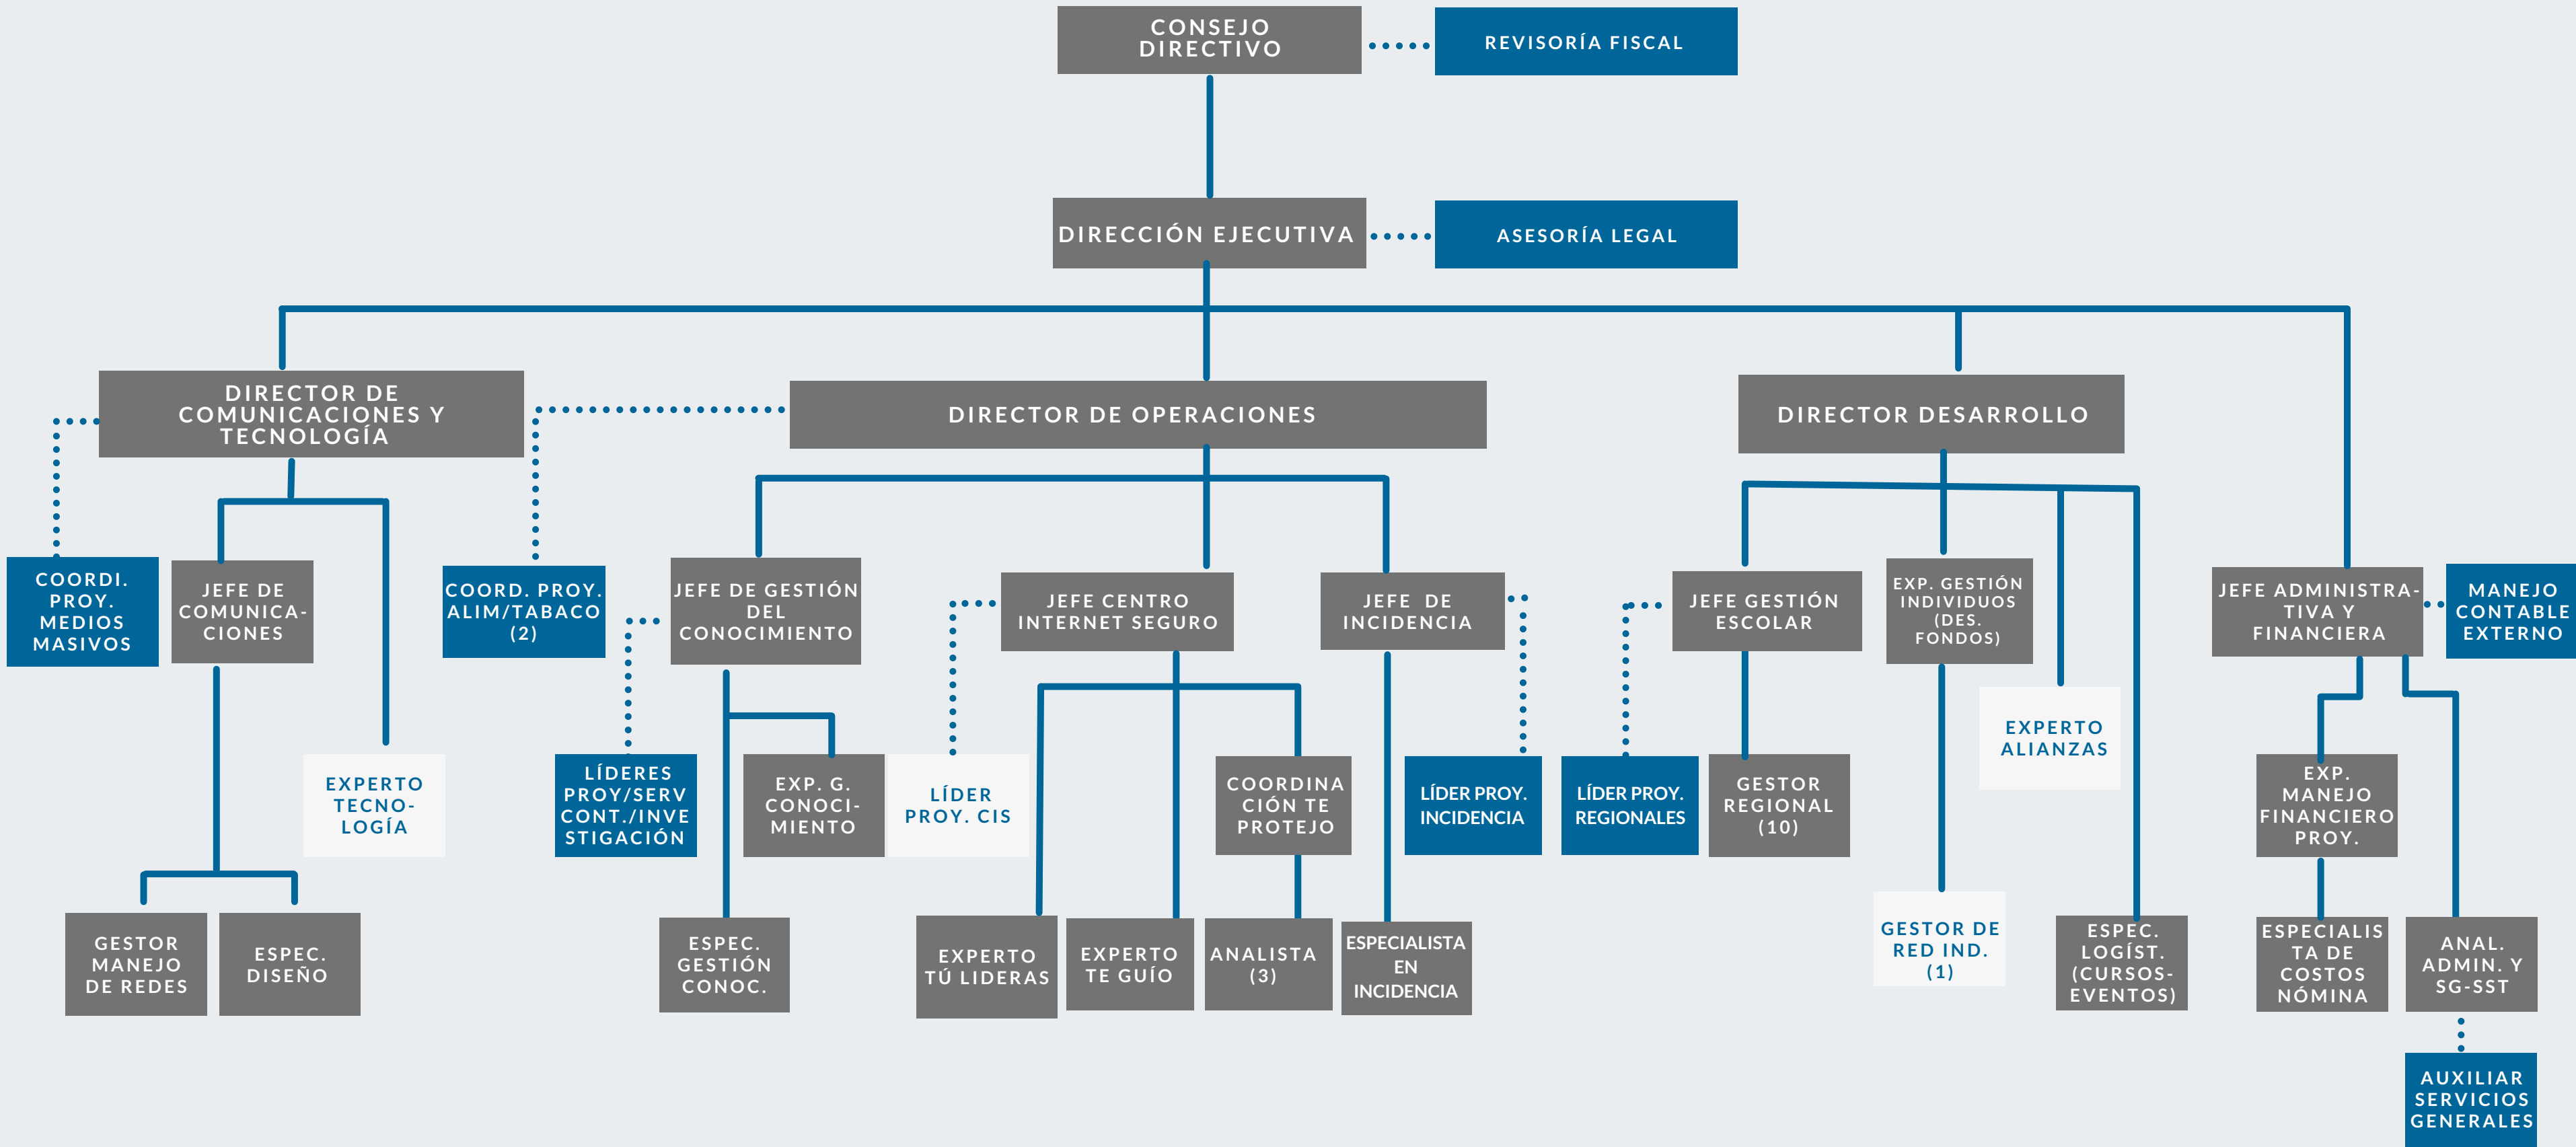 CONSEJO
DIRECTIVO
REVISORÍA FISCAL
DIRECCIÓN EJECUTIVA
ASESORÍA LEGAL
DIRECTOR DE
COMUNICACIONES Y
TECNOLOGÍA
DIRECTOR DE OPERACIONES
DIRECTOR DESARROLLO
COORDI.
PROY.
MEDIOS
MASIVOS
JEFE DE
COMUNICA-
CIONES
COORD. PROY.
ALIM/TABACO
(2)
JEFE DE GESTIÓN
DEL
CONOCIMIENTO
JEFE CENTRO
INTERNET SEGURO
JEFE DE
INCIDENCIA
JEFE GESTIÓN
ESCOLAR
EXP. GESTIÓN
INDIVIDUOS
(DES.
FONDOS)
JEFE ADMINISTRA-
TIVA Y
FINANCIERA
MANEJO
CONTABLE
EXTERNO
EXPERTO
TECNO-
LOGÍA
LÍDERES
PROY/SERV
CONT./INVE
STIGACIÓN
EXP. G.
CONOCI-
MIENTO
LÍDER
PROY. CIS
COORDINA
CIÓN TE
PROTEJO
LÍDER PROY.
INCIDENCIA
LÍDER PROY.
REGIONALES
GESTOR
REGIONAL
(10)
EXPERTO
ALIANZAS
EXP.
MANEJO
FINANCIERO
PROY.
GESTOR
MANEJO
DE REDES
ESPEC.
DISEÑO
ESPEC.
GESTIÓN
CONOC.
EXPERTO
TÚ LIDERAS
EXPERTO
TE GUÍO
ANALISTA
(3)
ESPECIALISTA
EN
INCIDENCIA
GESTOR DE
RED IND.
(1)
ESPEC.
LOGÍST.
(CURSOS-
EVENTOS)
ESPECIALIS
TA DE
COSTOS
NÓMINA
ANAL.
ADMIN. Y
SG-SST
AUXILIAR
SERVICIOS
GENERALES